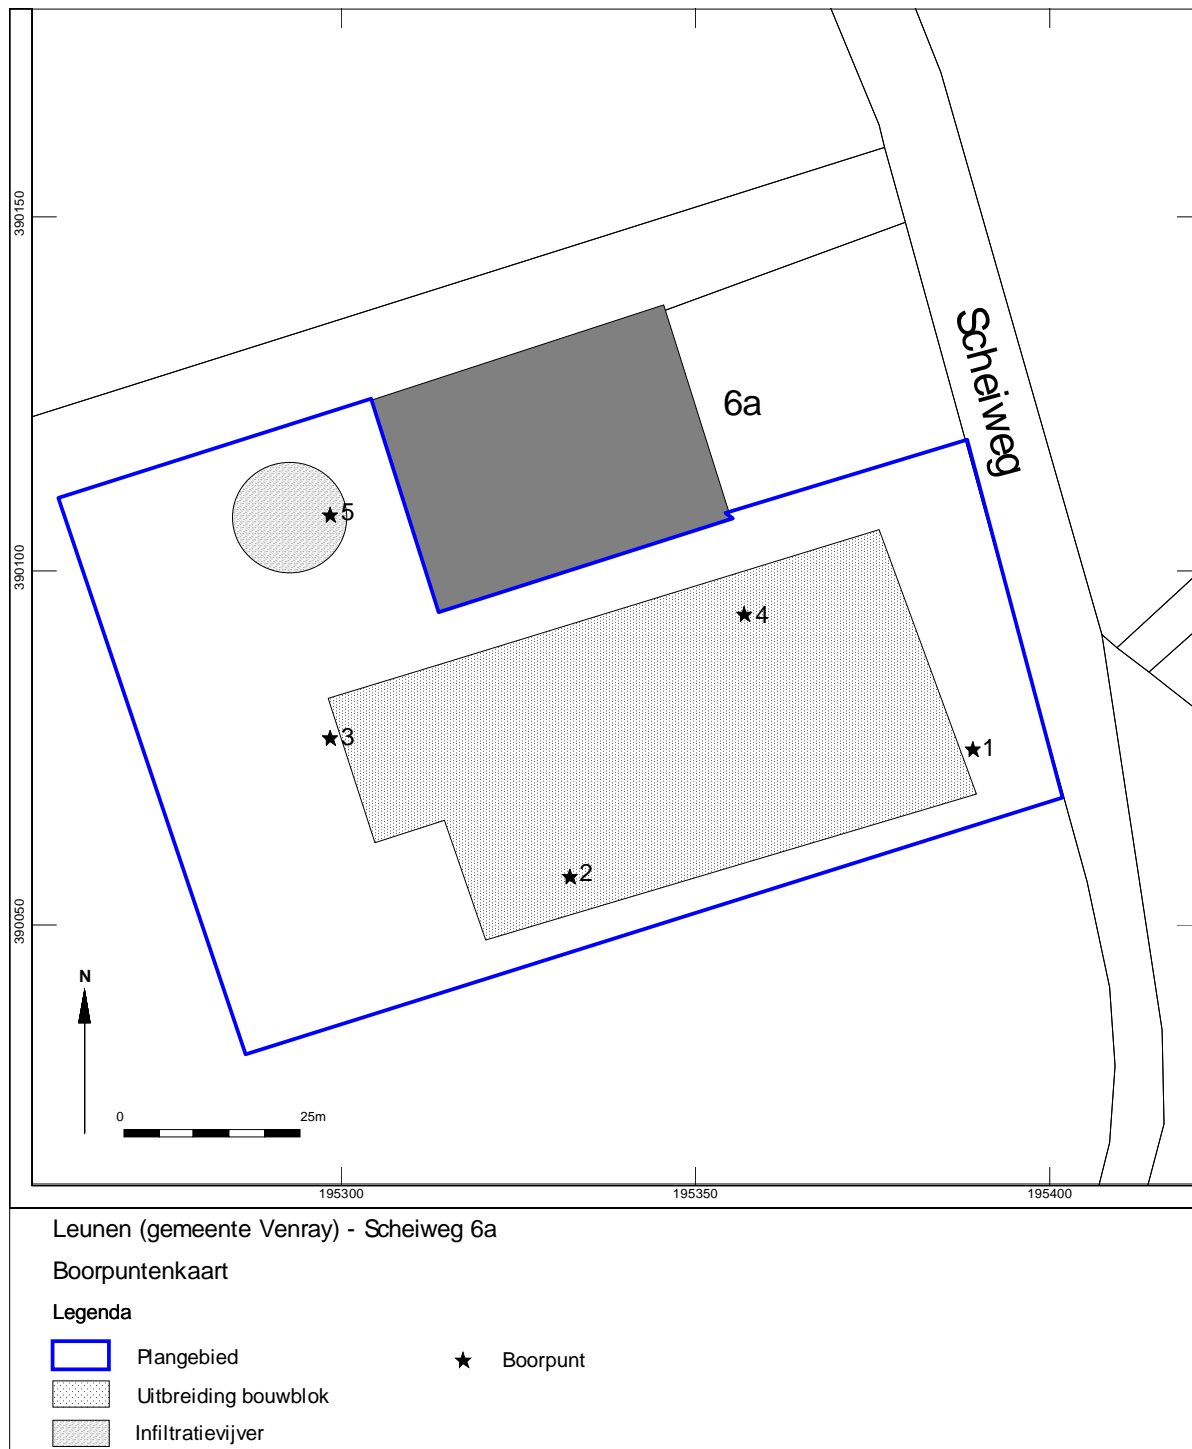 390150
Scheiweg
6a
5
390100
4
3
1
2
390050
N
0 25m
195300 195350 195400
Leunen (gemeente Venray) - Scheiweg 6a
Boorpuntenkaart
Legenda
Plangebied
Boorpunt
Uitbreiding bouwblok
Infiltratievijver